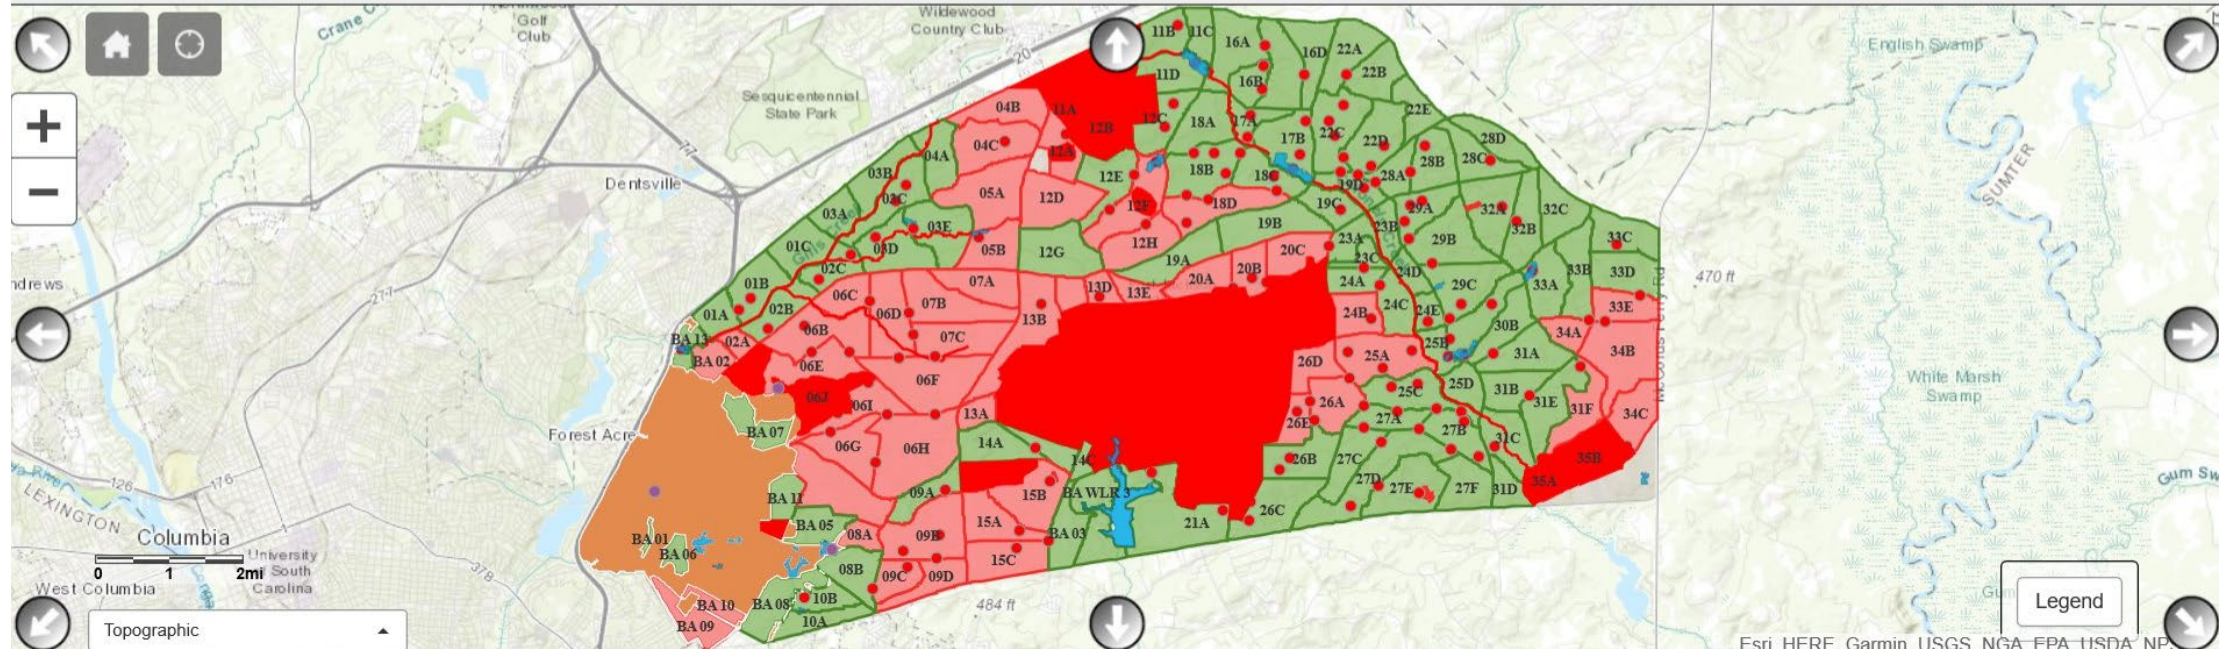 Crane C
Golf
Club
Wildewood
Country Club
20
English Swamp
SUMTER
Sesquicentennial
State Park
77
Dentsville
ndrews
277
Gills Creek
11B
11C
16A
16D
22A
11D
16B
22B
04B
11A
12B
12C
18A
17A
22E
17B
22C
22D
28D
04C
12A
28B
28C
04A
03B
12E
18B
18C
19D
28A
05A
12D
03C
12F
18D
19C
29A
32A
32C
03A
03E
19B
23B
32B
01C
03D
05B
12G
12H
23A
29B
33C
20C
02C
19A
23C
24D
33B
33D
01B
06C
07A
13D
13E
20A
20B
24A
29C
33A
470 ft
01A
02B
06D
07B
13B
24B
24C
24E
33E
06B
07C
30B
34A
BA 13
02A
25B
BA 02
06E
26D
25A
31A
34B
06F
25D
White Marsh
Swamp
06J
06I
25C
31B
13A
26A
31E
31F
34C
Forest Acre
BA 07
26E
27A
27B
06G
06H
14A
31C
14C
26B
27C
35B
126
176
27D
35A
Gum Sw
LEXINGTON
BA 11
09A
15B
BA WLR 3
27E
27F
31D
Columbia
BA 05
15A
21A
26C
BA 01
08A
09B
BA 03
BA 06
University
of South
Carolina
15C
0 1 2mi
378
08B
09C
09D
West Columbia
BA 10
BA 08
10B
484 ft
BA 09
10A
Topographic
Legend
Esri, HERE, Garmin, USGS, NGA, EPA, USDA, NP